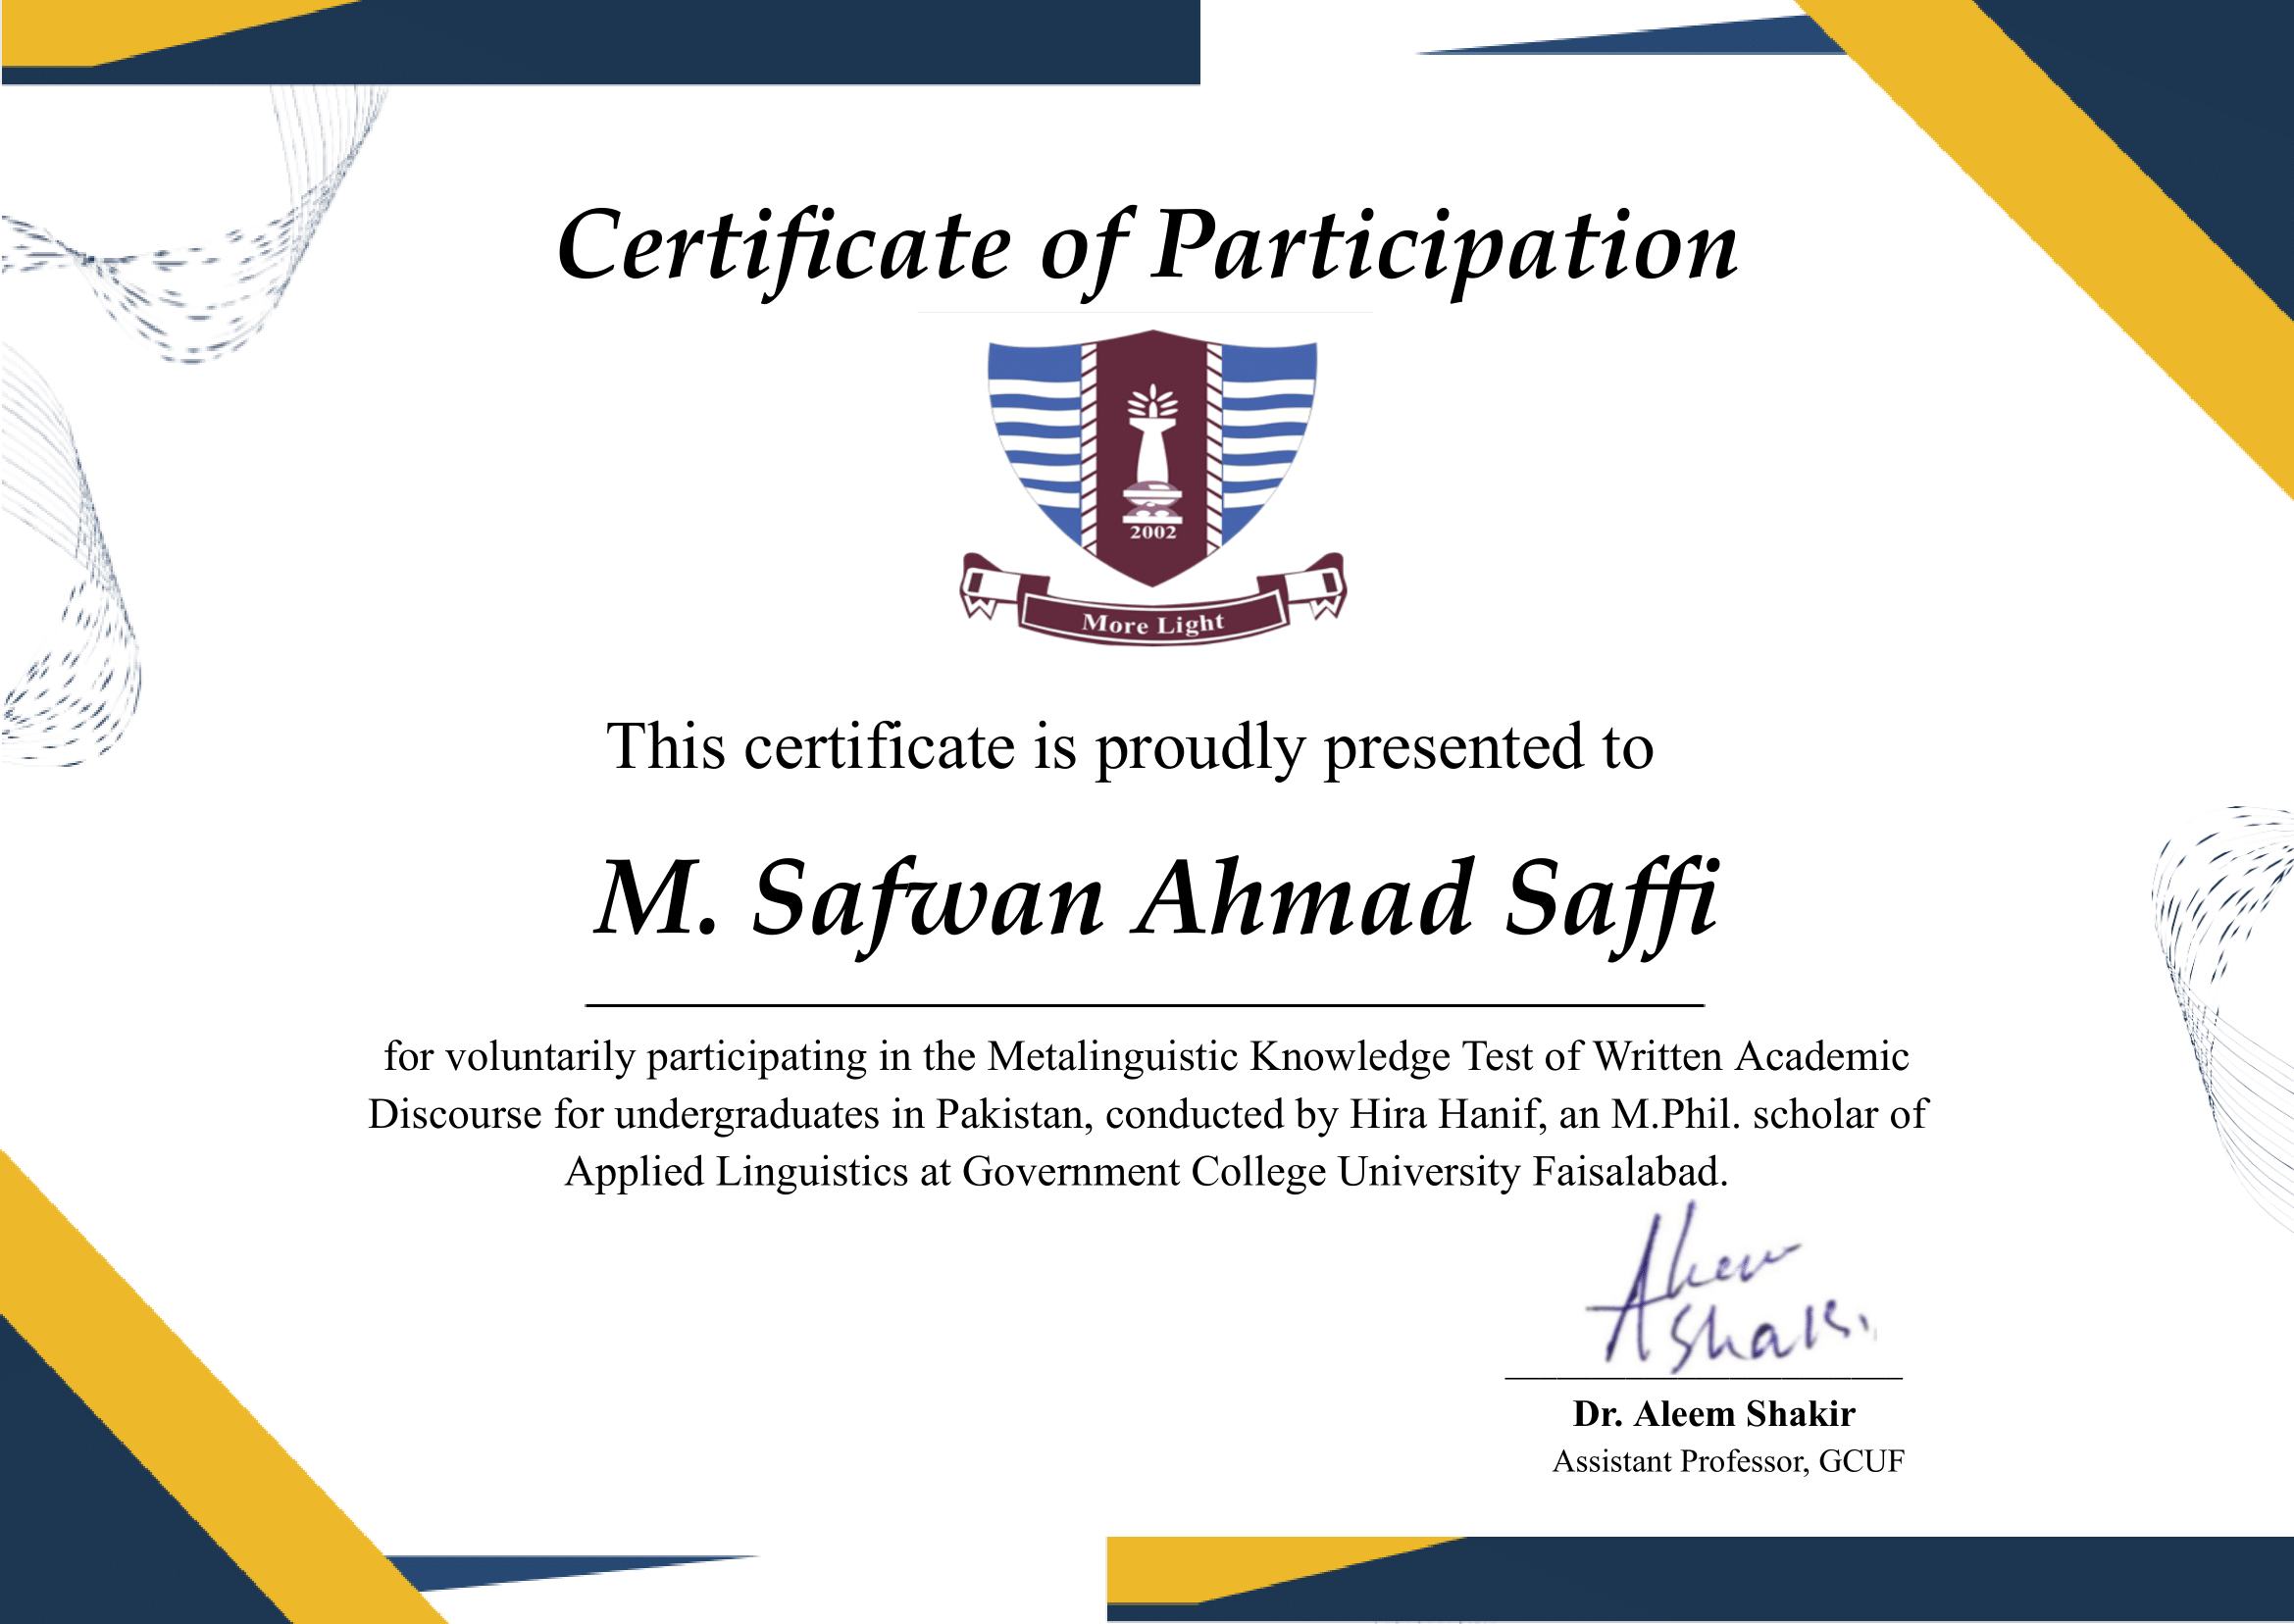 Certificate of Participation
2002
More Light
This certificate is proudly presented to
M. Safwan Ahmad Saffi
for voluntarily participating in the Metalinguistic Knowledge Test of Written Academic
Discourse for undergraduates in Pakistan, conducted by Hira Hanif, an M.Phil. scholar of
Applied Linguistics at Government College University Faisalabad.
Aleem
Shakir
Dr. Aleem Shakir
Assistant Professor, GCUF